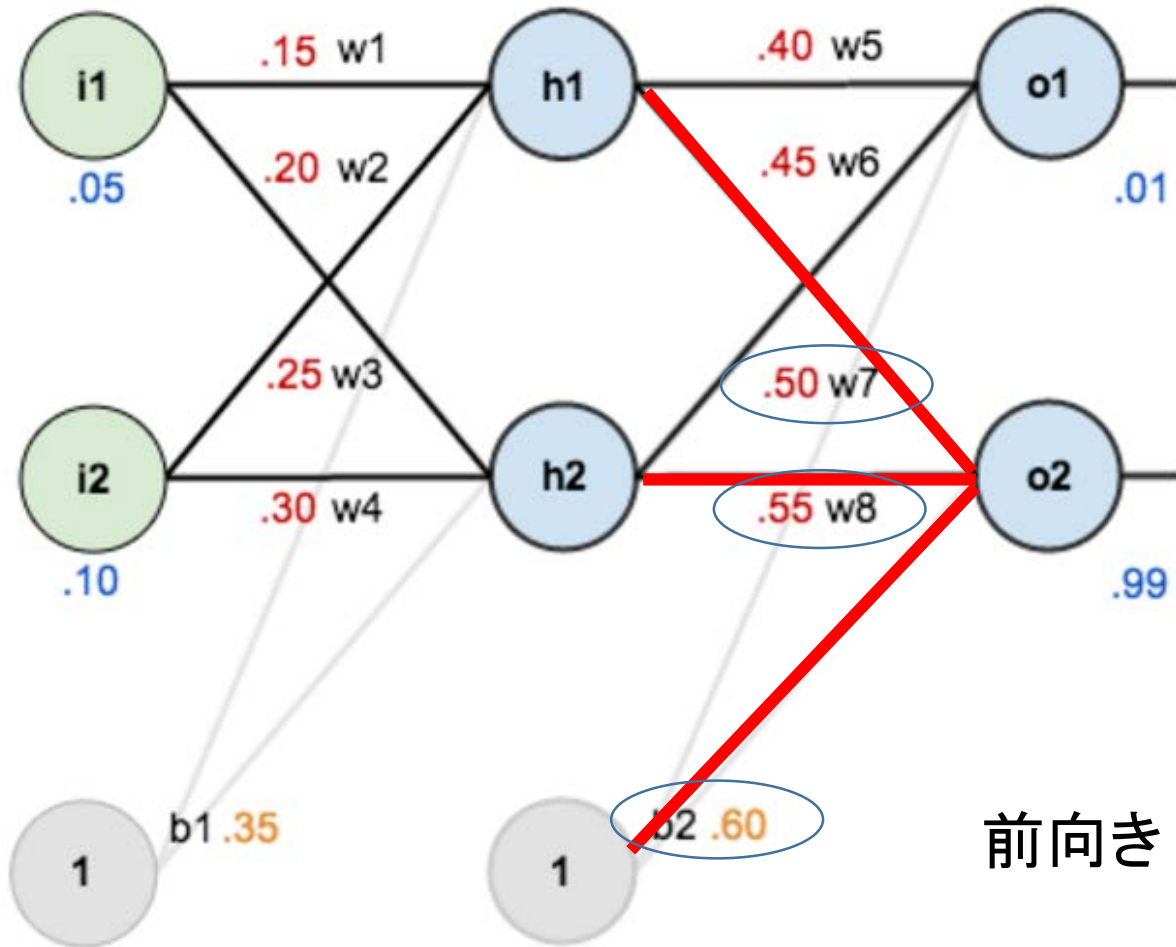 i1 .15 w1 h1 .40 w5 o1
.20 w2 .45 w6
.05 .01
.25 w3 .50 w7
i2 h2 o2
.30 w4 .55 w8
.10 .99
b1 .35 b2 .60 前向き
1 1